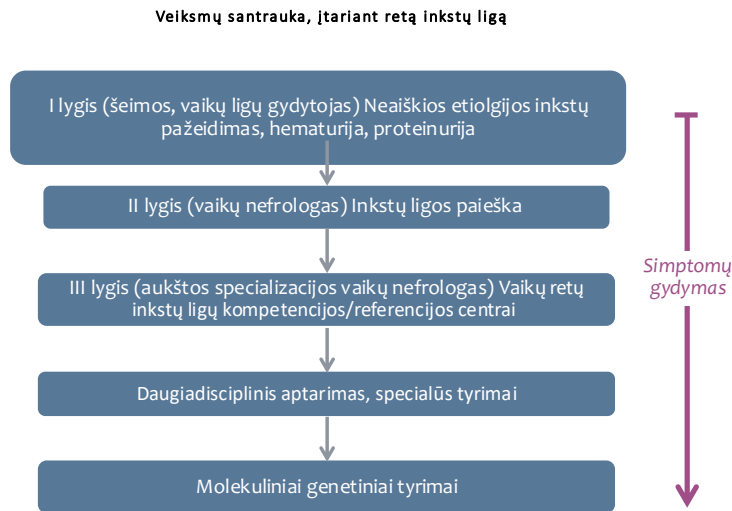 Veiksmų santrauka, įtariant retą inkstų ligą
I lygis (šeimos, vaikų ligų gydytojas) Neaiškios etiolgijos inkstų
pažeidimas, hematurija, proteinurija
II lygis (vaikų nefrologas) Inkstų ligos paieška
III lygis (aukštos specializacijos vaikų nefrologas) Vaikų retų
inkstų ligų kompetencijos/referencijos centrai
Daugiadisciplinis aptarimas, specialūs tyrimai
Molekuliniai genetiniai tyrimai
Simptomų
gydymas